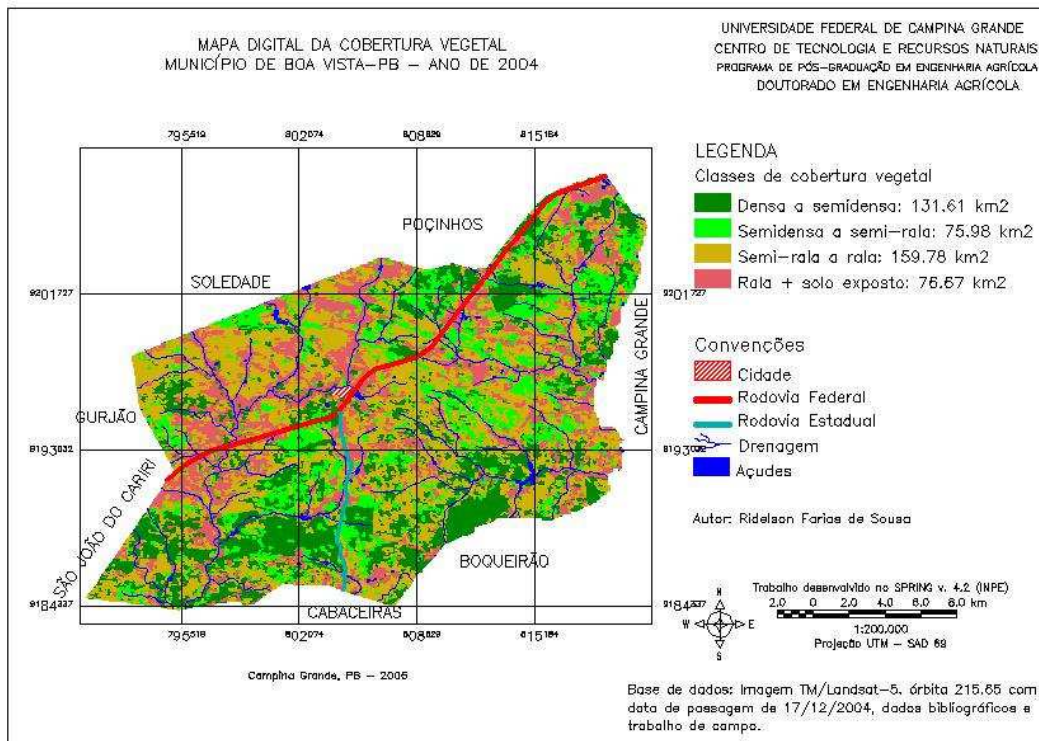 MAPA DIGITAL DA COBERTURA VEGETAL
MUNICÍPIO DE BOA VISTA-PB - ANO DE 2004
UNIVERSIDADE FEDERAL DE CAMPINA GRANDE
CENTRO DE TECNOLOGIA E RECURSOS NATURAIS
PROGRAMA DE PÓS-GRADUAÇÃO EM ENGENHARIA AGRÍCOLA
DOUTORADO EM ENGENHARIA AGRÍCOLA
795519 802074 808629 815184
POÇINHOS
SOLEDADE
9201727 9201727
CAMPINA GRANDE
GURJÃO
SÃO JOÃO DO CARIRI
BOQUEIRÃO
CABACEIRAS
9184337 9184337
795519 802074 808629 815184
Campina Grande, PB - 2006
LEGENDA
Classes de cobertura vegetal
Densa a semidensa: 131.61 km2
Semidensa a semi-rala: 75.98 km2
Semi-rala a rala: 159.78 km2
Rala + solo exposto: 76.67 km2
Convenções
Cidade
Rodovia Federal
Rodovia Estadual
Drenagem
Açudes
Autor: Ridelson Farias de Sousa
Trabalho desenvolvido no SPRING v. 4.2 (INPE)
N
W E
S
2.0 0 2.0 4.0 6.0 km
1:200.000
Projeção UTM - SAD 69
Base de dados: Imagem TM/Landsat-5. órbita 215.65 com
data de passagem de 17/12/2004, dados bibliográficos e
trabalho de campo.